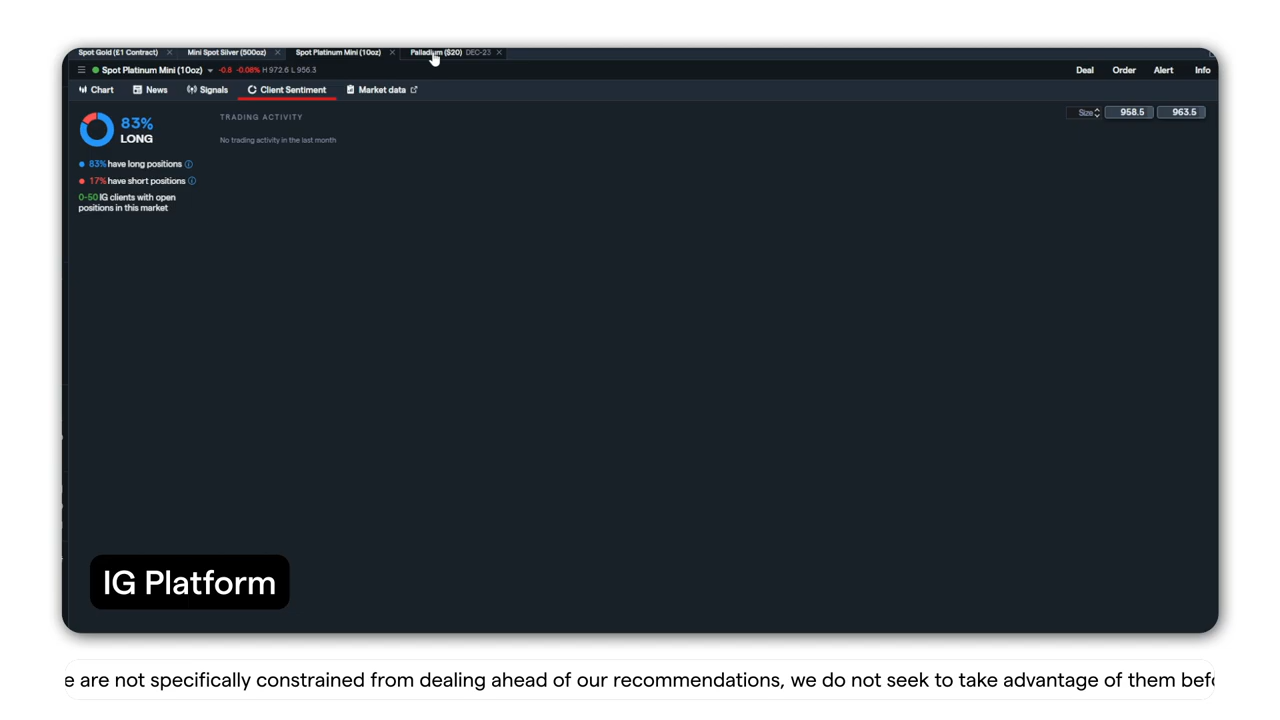 Spot Gold (£1 Contract) Mini Spot Silver (500oz) Spot Platinum Mini (10oz) Palladium ($20) DEC-23
Spot Platinum Mini (10oz) -0.8 -0.08% H 972.6 L 956.3 Deal Order Alert Info
Chart News Signals Client Sentiment Market data
83% LONG
TRADING ACTIVITY
No trading activity in the last month
Size 958.5 963.5
83% have long positions
17% have short positions
0-50 IG clients with open
positions in this market
IG Platform
e are not specifically constrained from dealing ahead of our recommendations, we do not seek to take advantage of them befo